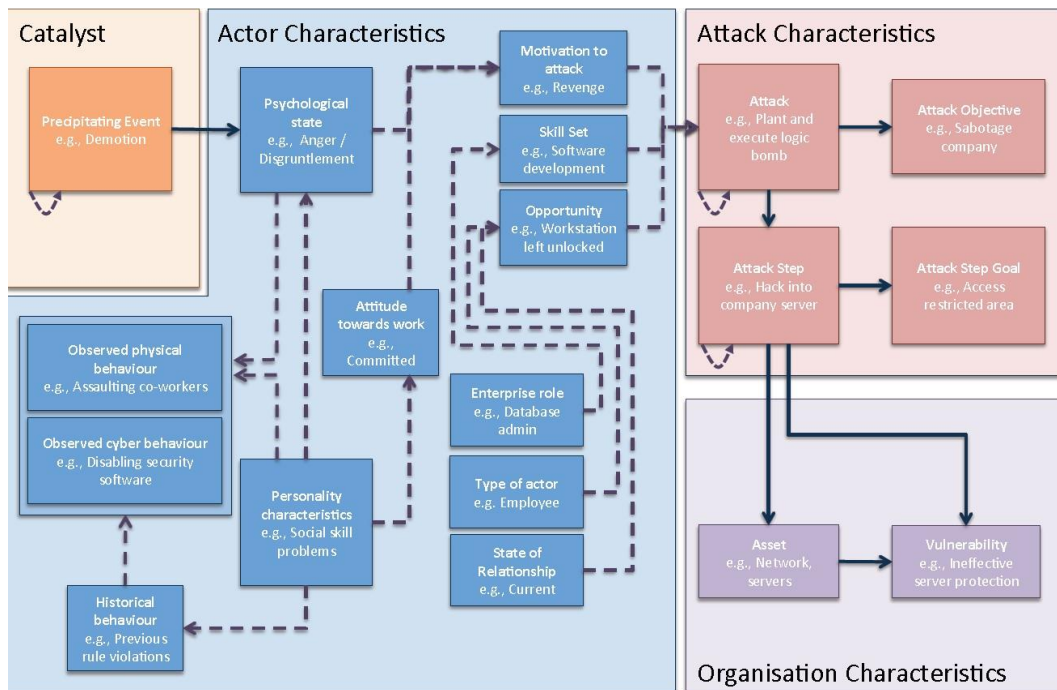 Catalyst
Precipitating Event
e.g., Demotion
Actor Characteristics
Psychological
state
e.g., Anger /
Disgruntlement
Motivation to
attack
e.g., Revenge
Skill Set
e.g., Software
development
Opportunity
e.g., Workstation
left unlocked
Attitude
towards work
e.g.,
Committed
Observed physical
behaviour
e.g., Assaulting co-workers
Observed cyber behaviour
e.g., Disabling security
software
Personality
characteristics
e.g., Social skill
problems
Historical
behaviour
e.g., Previous
rule violations
Enterprise role
e.g., Database
admin
Type of actor
e.g. Employee
State of
Relationship
e.g., Current
Attack Characteristics
Attack
e.g., Plant and
execute logic
bomb
Attack Objective
e.g., Sabotage
company
Attack Step
e.g., Hack into
company server
Attack Step Goal
e.g., Access
restricted area
Asset
e.g., Network,
servers
Vulnerability
e.g., Ineffective
server protection
Organisation Characteristics